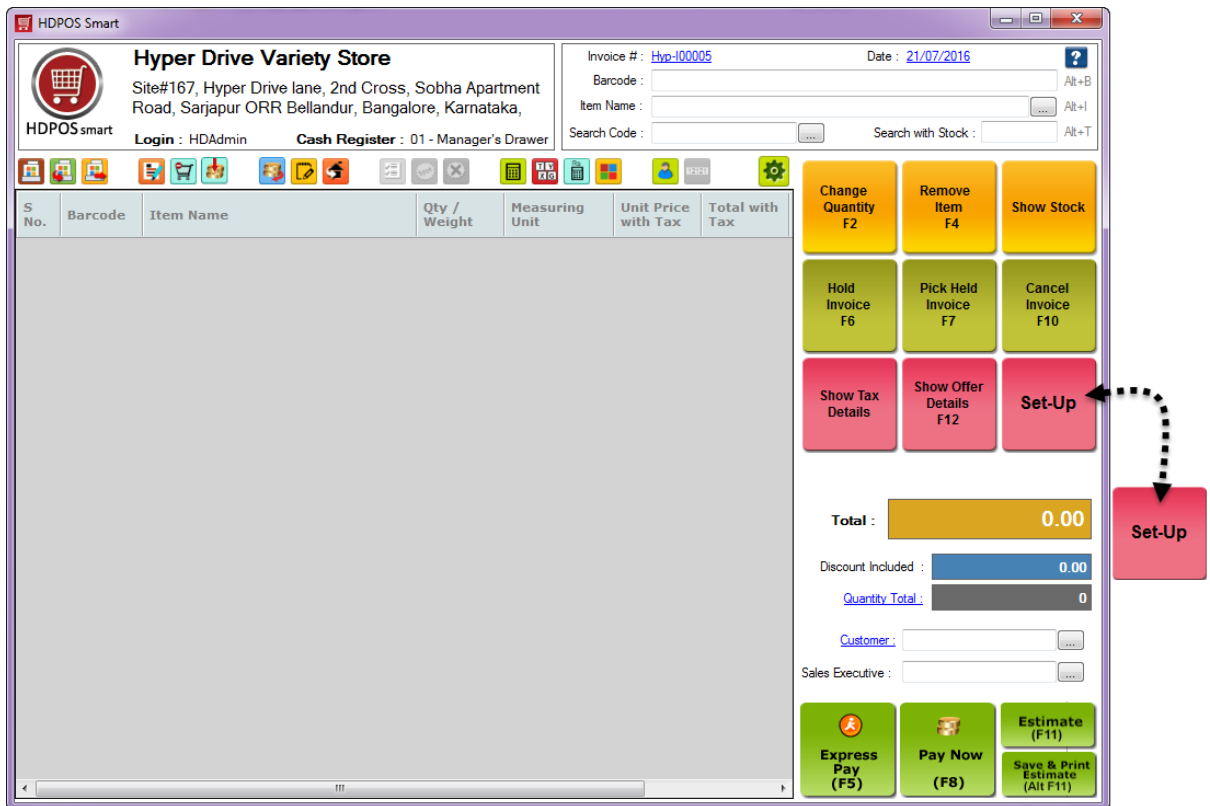 HDPOS Smart
HDPOS smart
Hyper Drive Variety Store
Site#167, Hyper Drive lane, 2nd Cross, Sobha Apartment
Road, Sarjapur ORR Bellandur, Bangalore, Karnataka,
Login : HDAdmin Cash Register : 01 - Manager's Drawer
Invoice # : Hyp-I00005 Date : 21/07/2016 ?
Barcode : Alt+B
Item Name : ... Alt+I
Search Code : ... Search with Stock : Alt+T
S No. Barcode Item Name Qty / Weight Measuring Unit Unit Price with Tax Total with Tax
Change
Quantity
F2
Remove
Item
F4
Show Stock
Hold
Invoice
F6
Pick Held
Invoice
F7
Cancel
Invoice
F10
Show Tax
Details
Show Offer
Details
F12
Set-Up
Set-Up
Total : 0.00
Discount Included : 0.00
Quantity Total : 0
Customer : ...
Sales Executive : ...
Express
Pay
(F5)
Pay Now
(F8)
Estimate
(F11)
Save & Print
Estimate
(Alt F11)